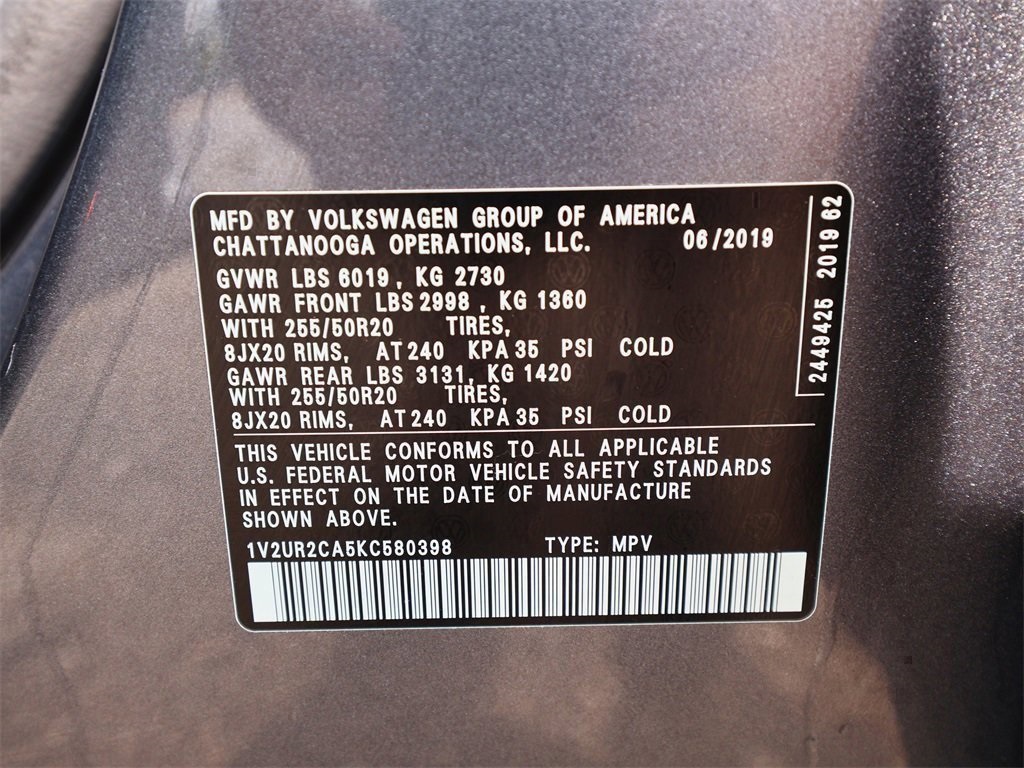 MFD BY VOLKSWAGEN GROUP OF AMERICA
CHATTANOOGA OPERATIONS, LLC. 06/2019
GVWR LBS 6019, KG 2730
GAWR FRONT LBS 2998, KG 1360
WITH 255/50R20 TIRES,
8JX20 RIMS, AT 240 KPA 35 PSI COLD
GAWR REAR LBS 3131, KG 1420
WITH 255/50R20 TIRES,
8JX20 RIMS, AT 240 KPA 35 PSI COLD
THIS VEHICLE CONFORMS TO ALL APPLICABLE
U.S. FEDERAL MOTOR VEHICLE SAFETY STANDARDS
IN EFFECT ON THE DATE OF MANUFACTURE
SHOWN ABOVE.
1V2UR2CA5KC580398 TYPE: MPV
2449425 2019 62